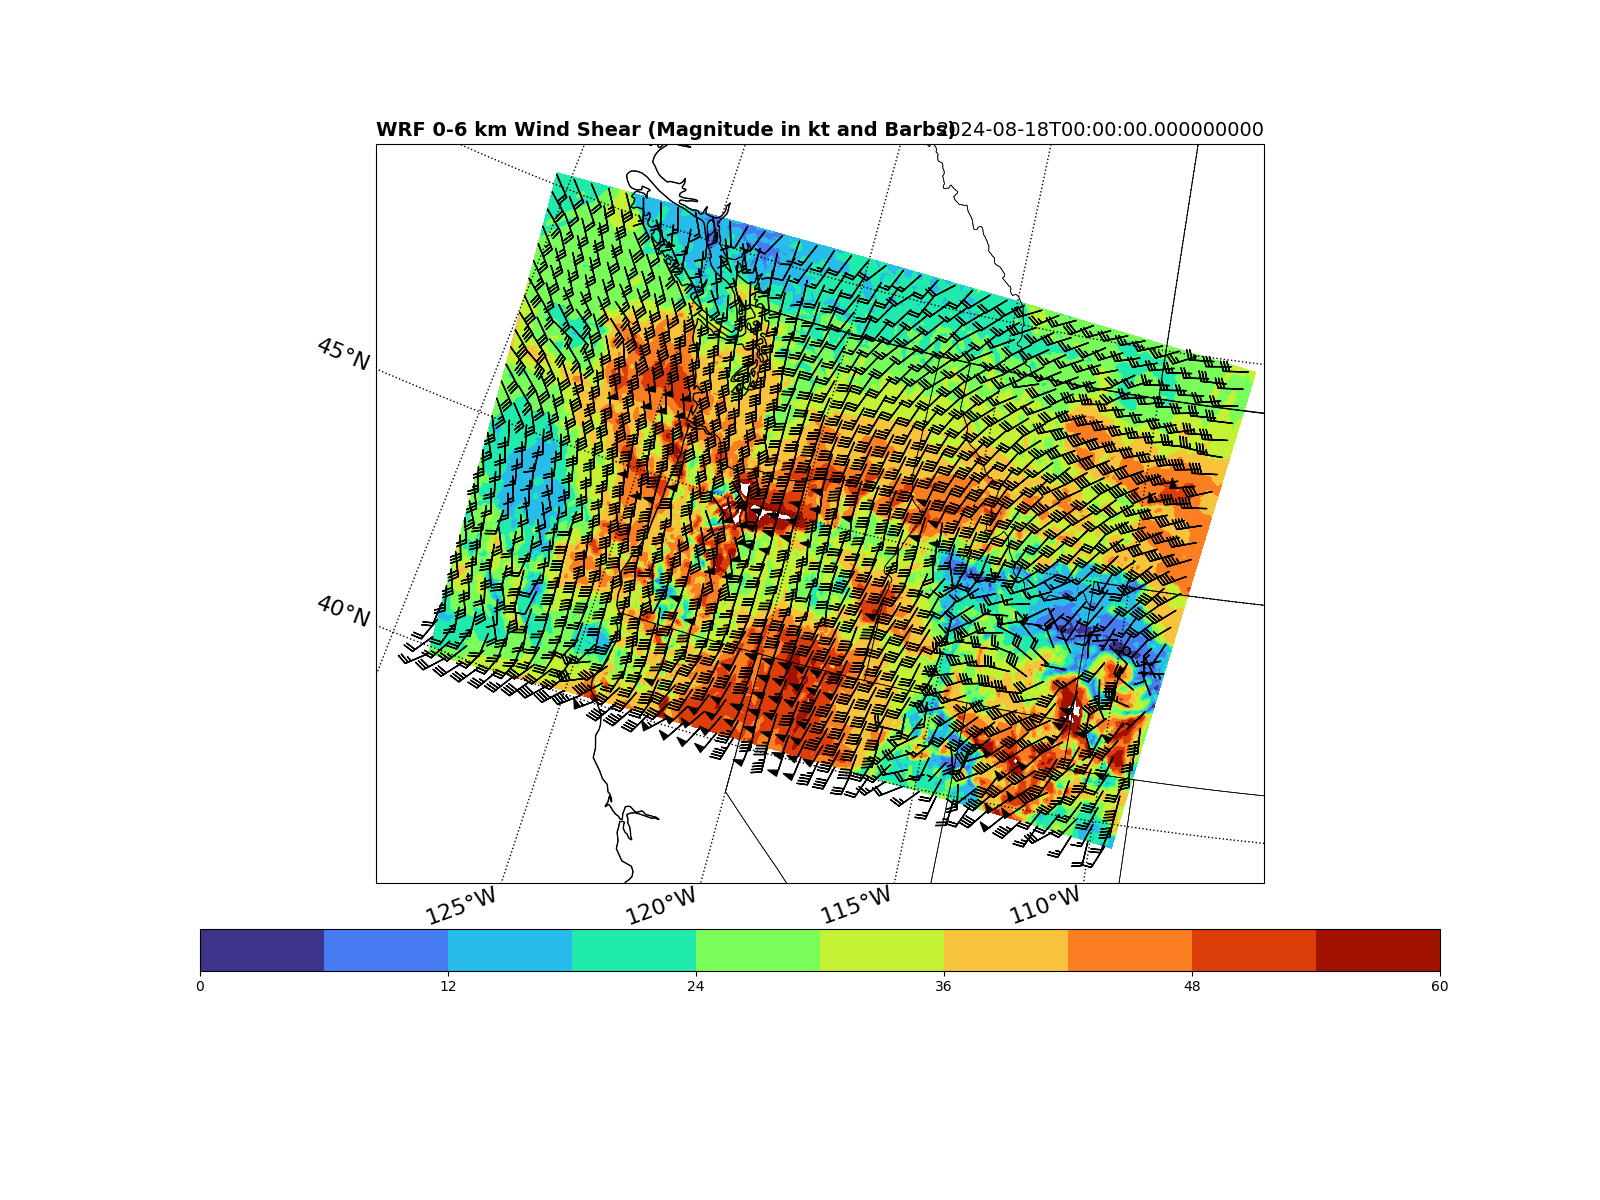 WRF 0-6 km Wind Shear (Magnitude in kt and Barbs) 2024-08-18T00:00:00.000000000
45°N
40°N
125°W 120°W 115°W 110°W
0 12 24 36 48 60